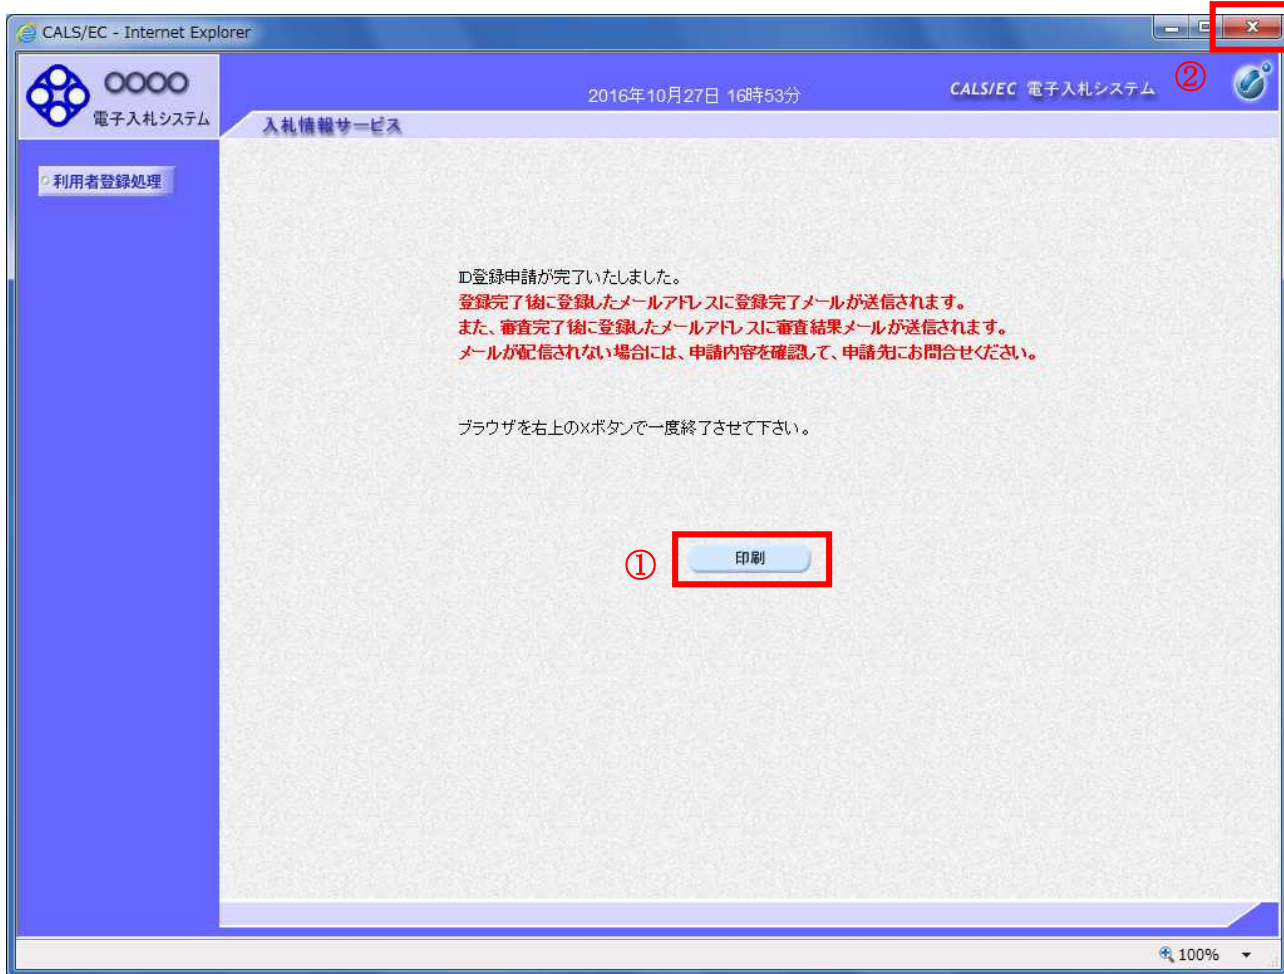 CALS/EC - Internet Explorer
②
〇〇〇〇
電子入札システム
2016年10月27日 16時53分
CALS/EC 電子入札システム
入札情報サービス
利用者登録処理
ID登録申請が完了いたしました。
登録完了後に登録したメールアドレスに登録完了メールが送信されます。
また、審査完了後に登録したメールアドレスに審査結果メールが送信されます。
メールが配信されない場合には、申請内容を確認して、申請先にお問合せください。
ブラウザを右上の×ボタンで一度終了させて下さい。
① 印刷
100%